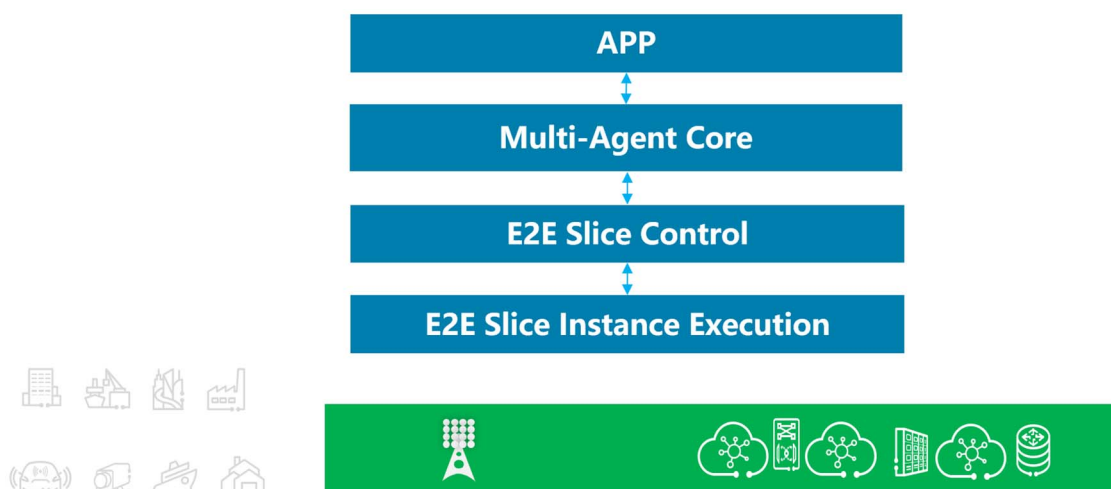 APP
Multi-Agent Core
E2E Slice Control
E2E Slice Instance Execution